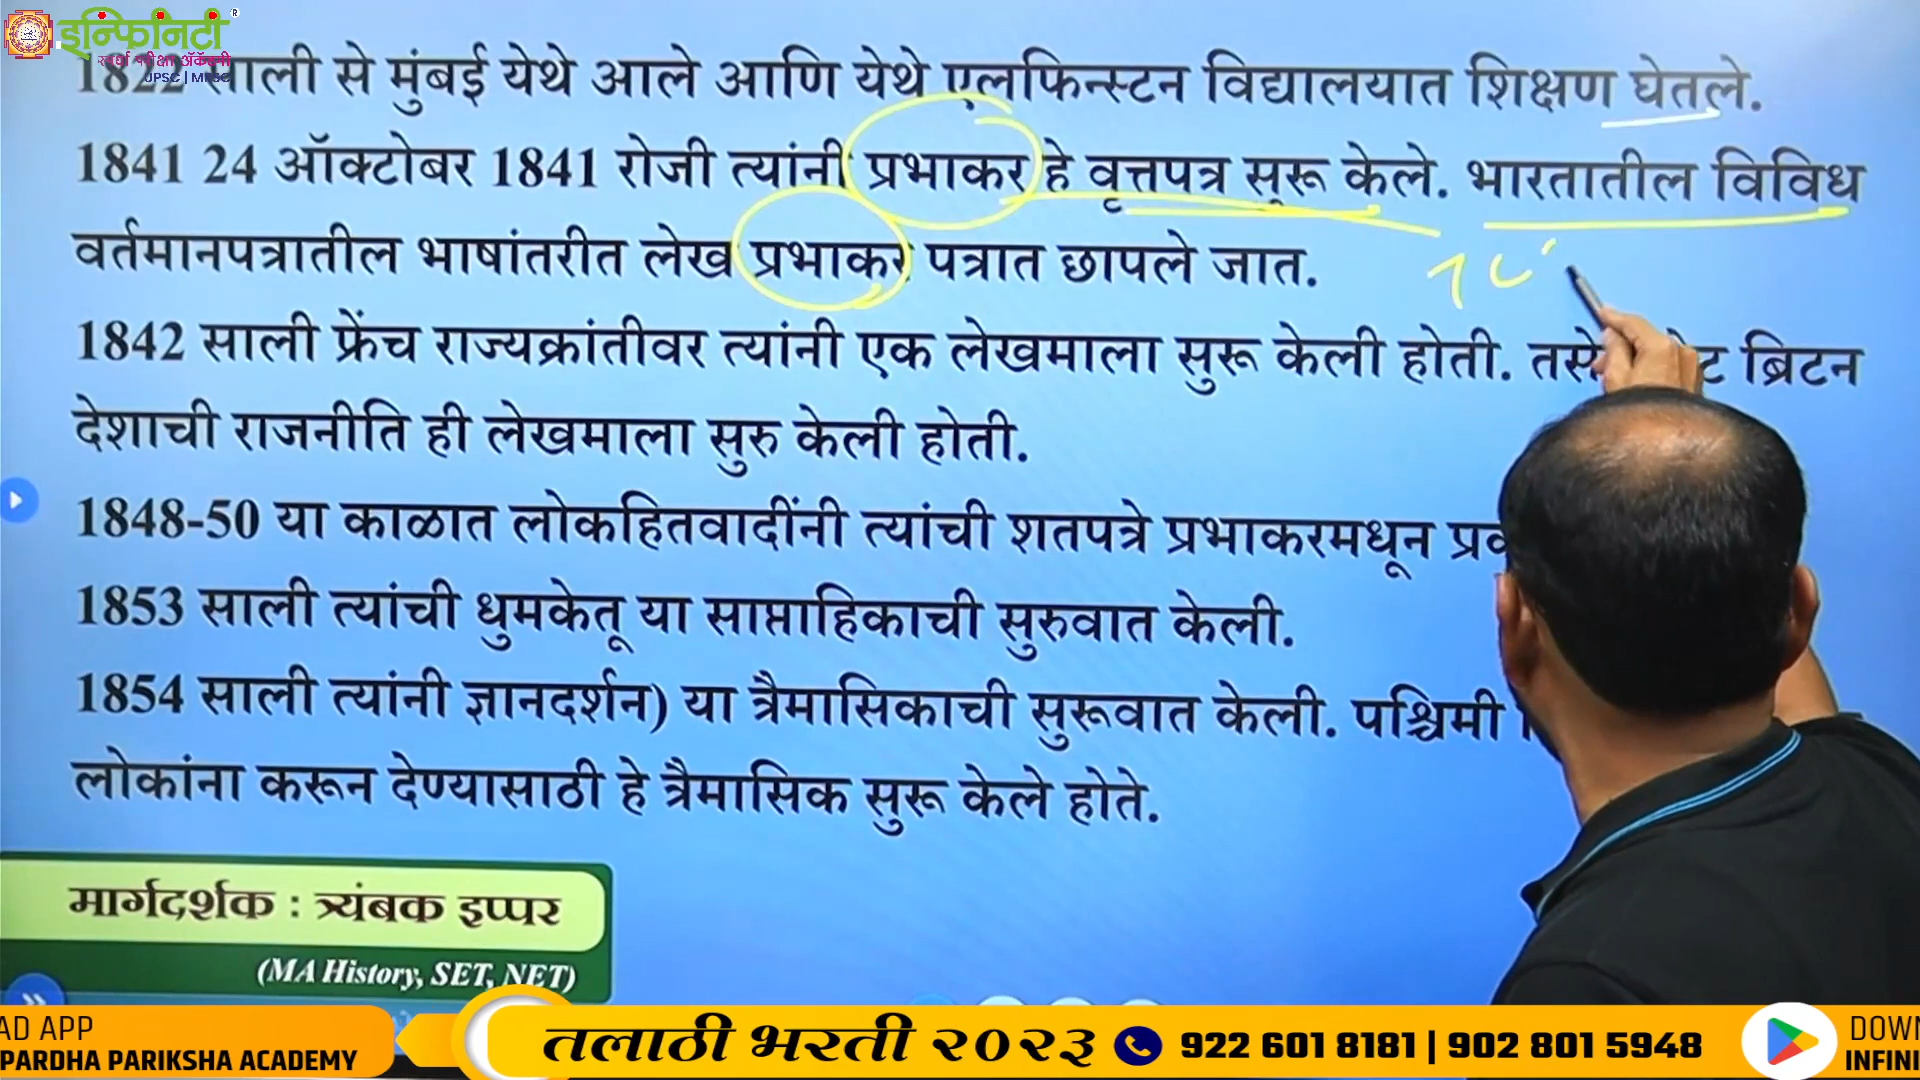 इन्फिनिटी
स्पर्धा परीक्षा ॲकॅडमी
UPSC | MPSC
1822 साली से मुंबई येथे आले आणि येथे एलफिन्स्टन विद्यालयात शिक्षण घेतले.
1841 24 ऑक्टोबर 1841 रोजी त्यांनी प्रभाकर हे वृत्तपत्र सुरू केले. भारतातील विविध
वर्तमानपत्रातील भाषांतरीत लेख प्रभाकर पत्रात छापले जात.
1842 साली फ्रेंच राज्यक्रांतीवर त्यांनी एक लेखमाला सुरू केली होती. ब्रिटन
देशाची राजनीति ही लेखमाला सुरु केली होती.
1848-50 या काळात लोकहितवादींनी त्यांची शतपत्रे प्रभाकरमधून
1853 साली त्यांची धुमकेतू या साप्ताहिकाची सुरुवात केली.
1854 साली त्यांनी ज्ञानदर्शन) या त्रैमासिकाची सुरूवात केली. पश्चिमी
लोकांना करून देण्यासाठी हे त्रैमासिक सुरू केले होते.
मार्गदर्शक : त्र्यंबक इप्पर
(MA History, SET, NET)
AD APP
PARDHA PARIKSHA ACADEMY
तलाठी भरती २०२३
922 601 8181 | 902 801 5948
DOWN
INFINI